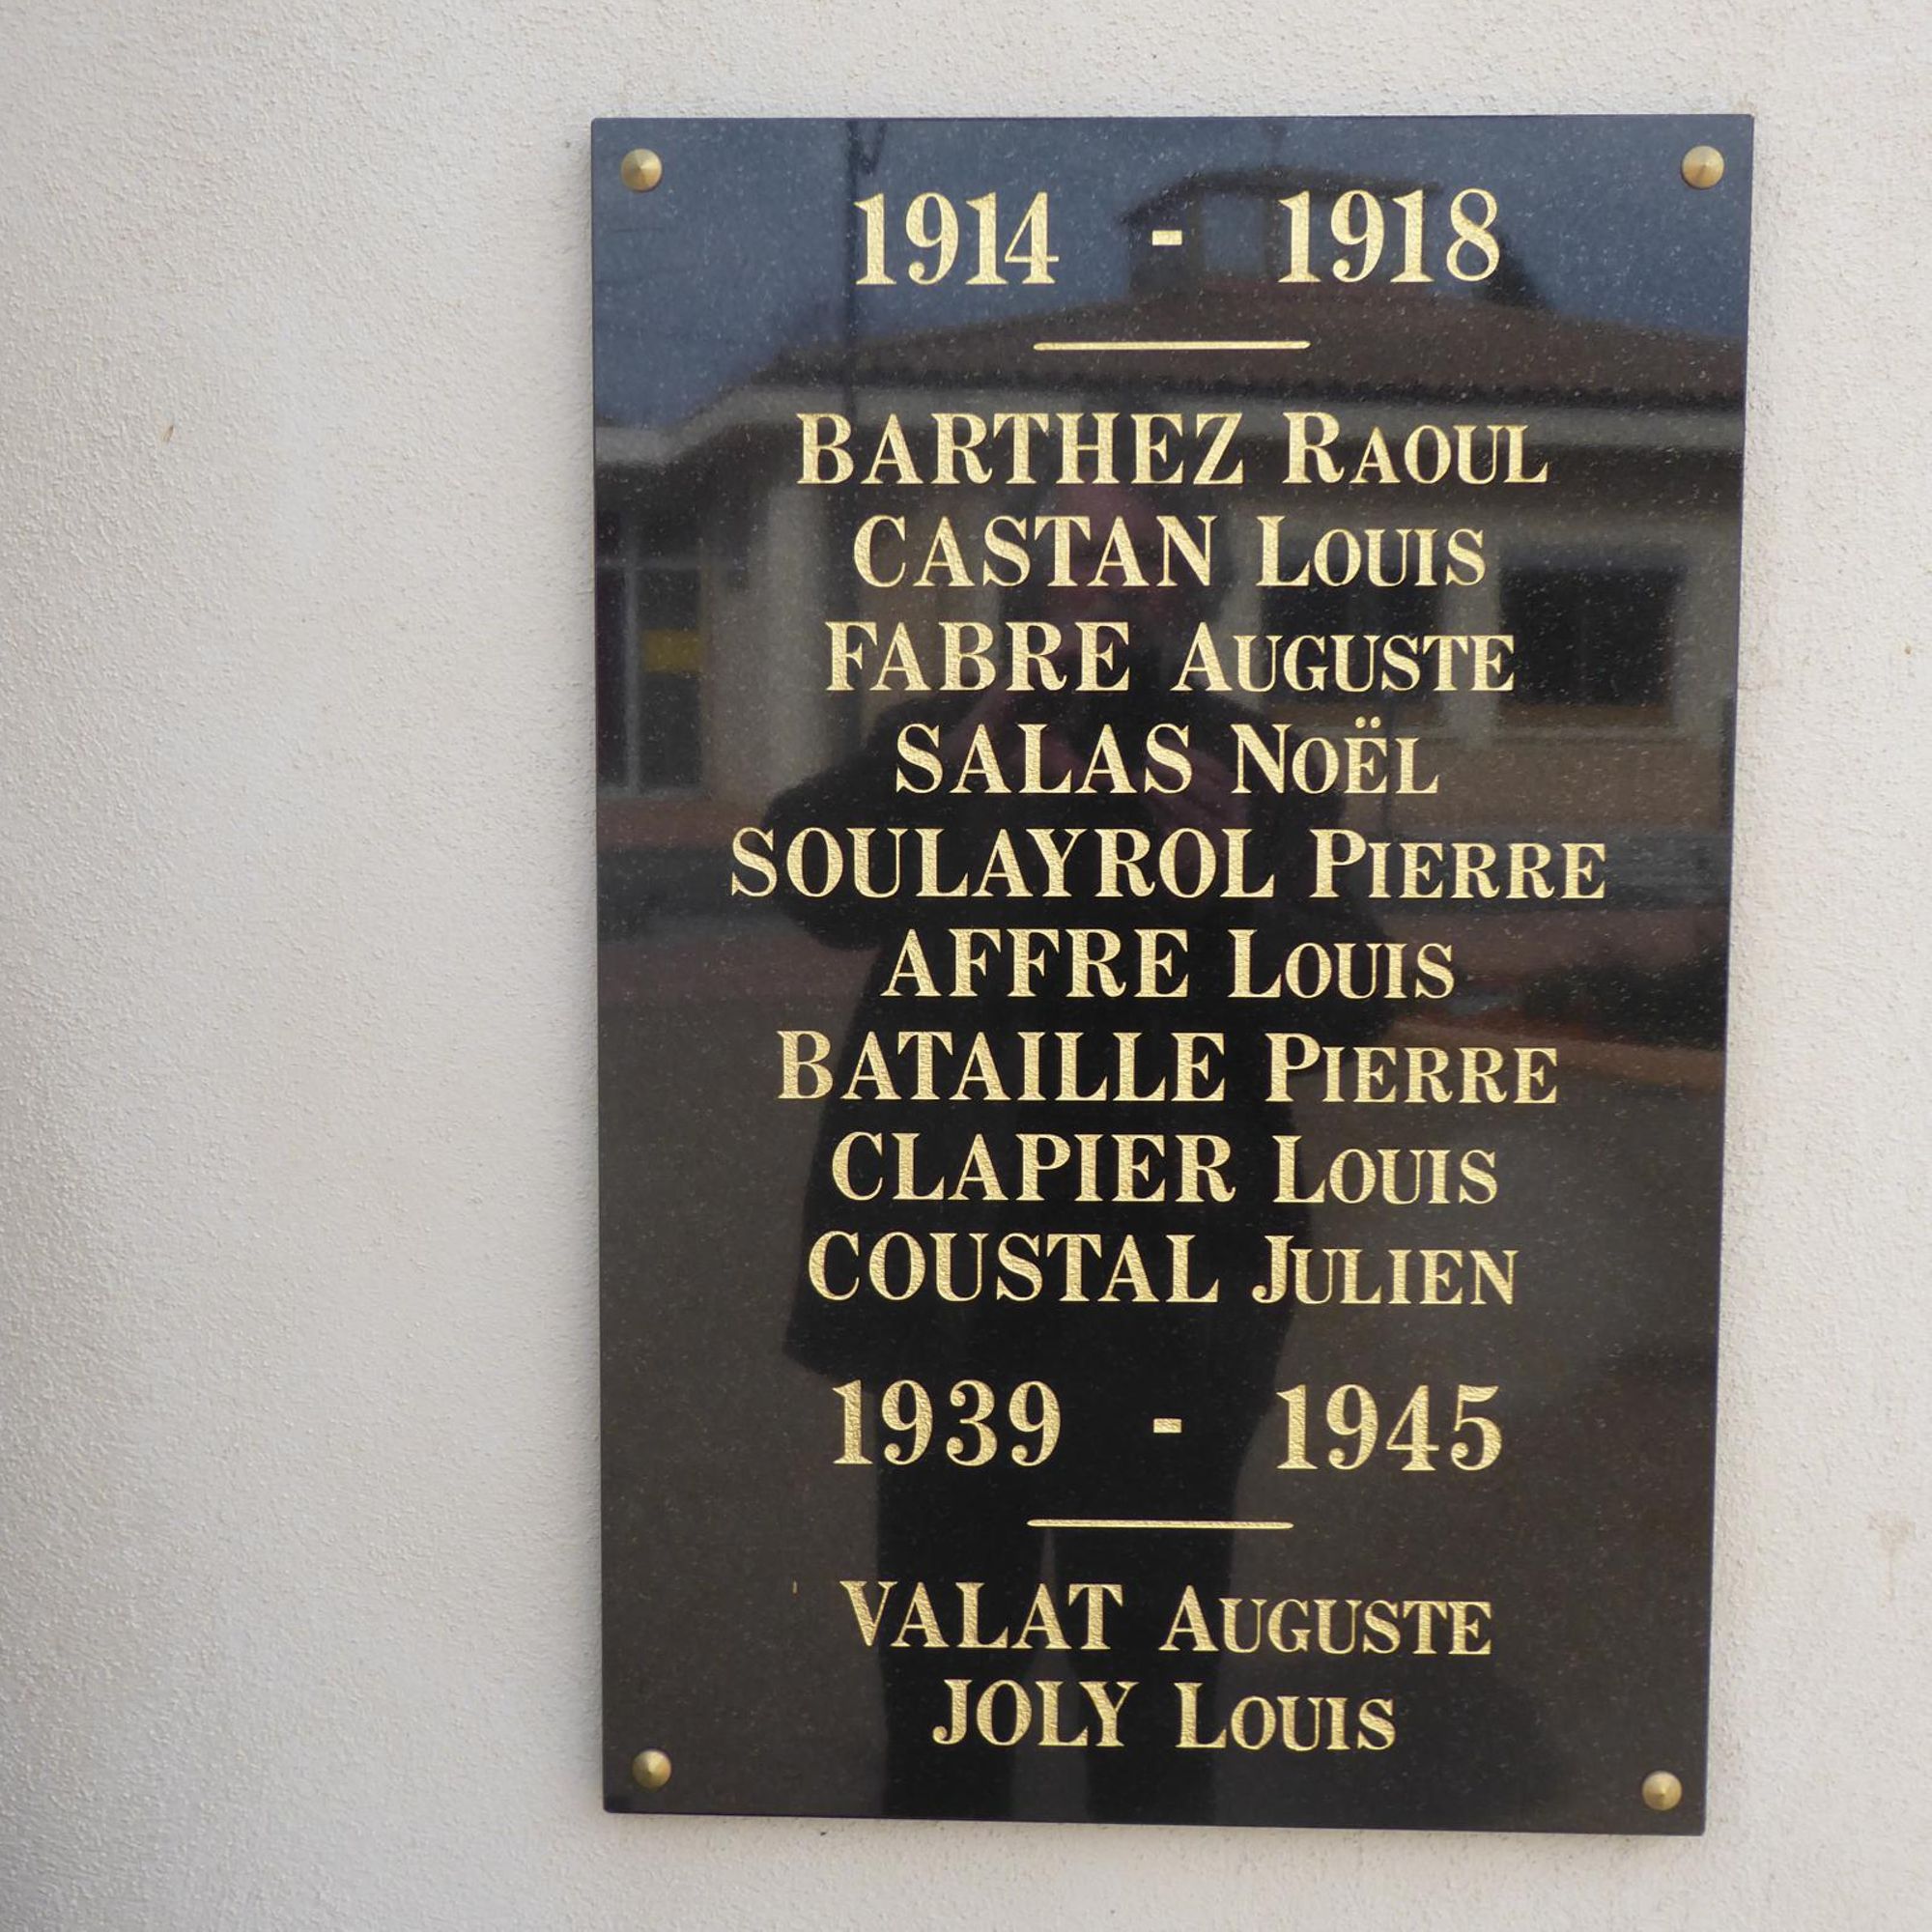 1914 - 1918
BARTHEZ RAOUL
CASTAN LOUIS
FABRE AUGUSTE
SALAS NOËL
SOULAYROL PIERRE
AFFRE LOUIS
BATAILLE PIERRE
CLAPIER LOUIS
COUSTAL JULIEN
1939 - 1945
VALAT AUGUSTE
JOLY LOUIS